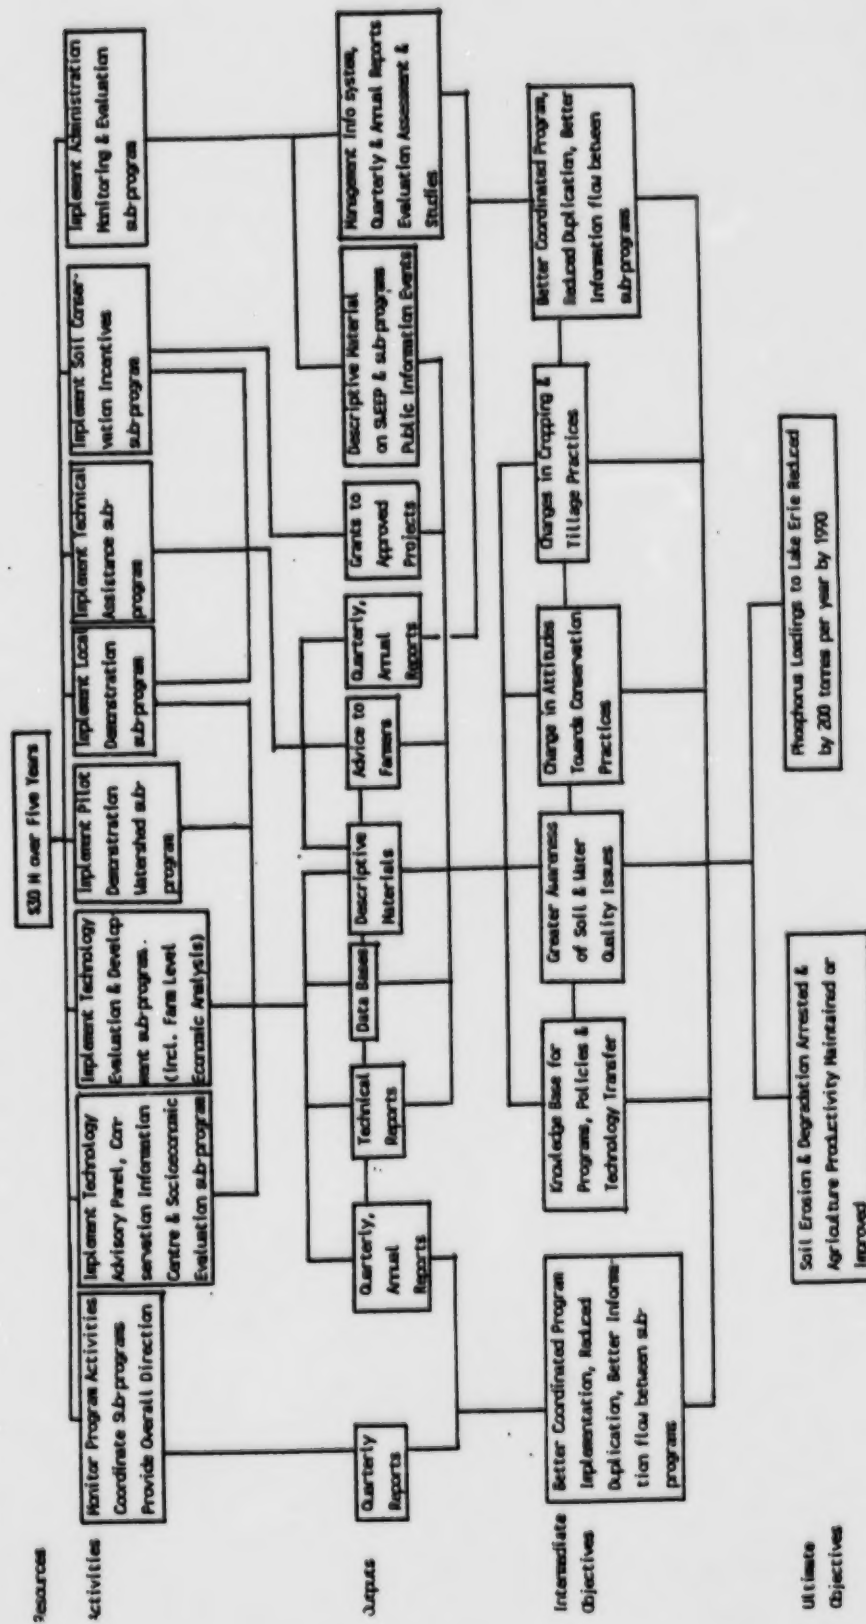 Resources
$30 M over Five Years
Activities
Monitor Program Activities
Coordinate Sub-programs
Provide Overall Direction
Implement Technology
Advisory Panel, Con-
servation Information
Centre & Socioeconomic
Evaluation sub-program
Implement Technology
Evaluation & Develop-
ment sub-program.
(incl. Farm Level
Economic Analysis)
Implement Pilot
Demonstration
Watershed sub-
program
Implement Local
Demonstration
sub-program
Implement Technical
Assistance sub-
program
Implement Soil Conser-
vation Incentives
sub-program
Implement Administration
Monitoring & Evaluation
sub-program
Outputs
Quarterly
Reports
Quarterly,
Annual
Reports
Technical
Reports
Data Bases
Descriptive
Materials
Advice to
Farmers
Quarterly,
Annual
Reports
Grants to
Approved
Projects
Descriptive Material
on SWEEP & sub-programs
Public Information Events
Management Info system,
Quarterly & Annual Reports
Evaluation Assessment &
Studies
Intermediate
Objectives
Better Coordinated Program
Implementation, Reduced
Duplication, Better Informa-
tion flow between sub-
programs
Knowledge Base for
Programs, Policies &
Technology Transfer
Greater Awareness
of Soil & Water
Quality Issues
Change in Attitudes
Towards Conservation
Practices
Changes in Cropping &
Tillage Practices
Better Coordinated Program,
Reduced Duplication, Better
Information flow between
sub-programs
Ultimate
Objectives
Soil Erosion & Degradation Arrested &
Agriculture Productivity Maintained or
Improved
Phosphorus Loadings to Lake Erie Reduced
by 200 tonnes per year by 1990